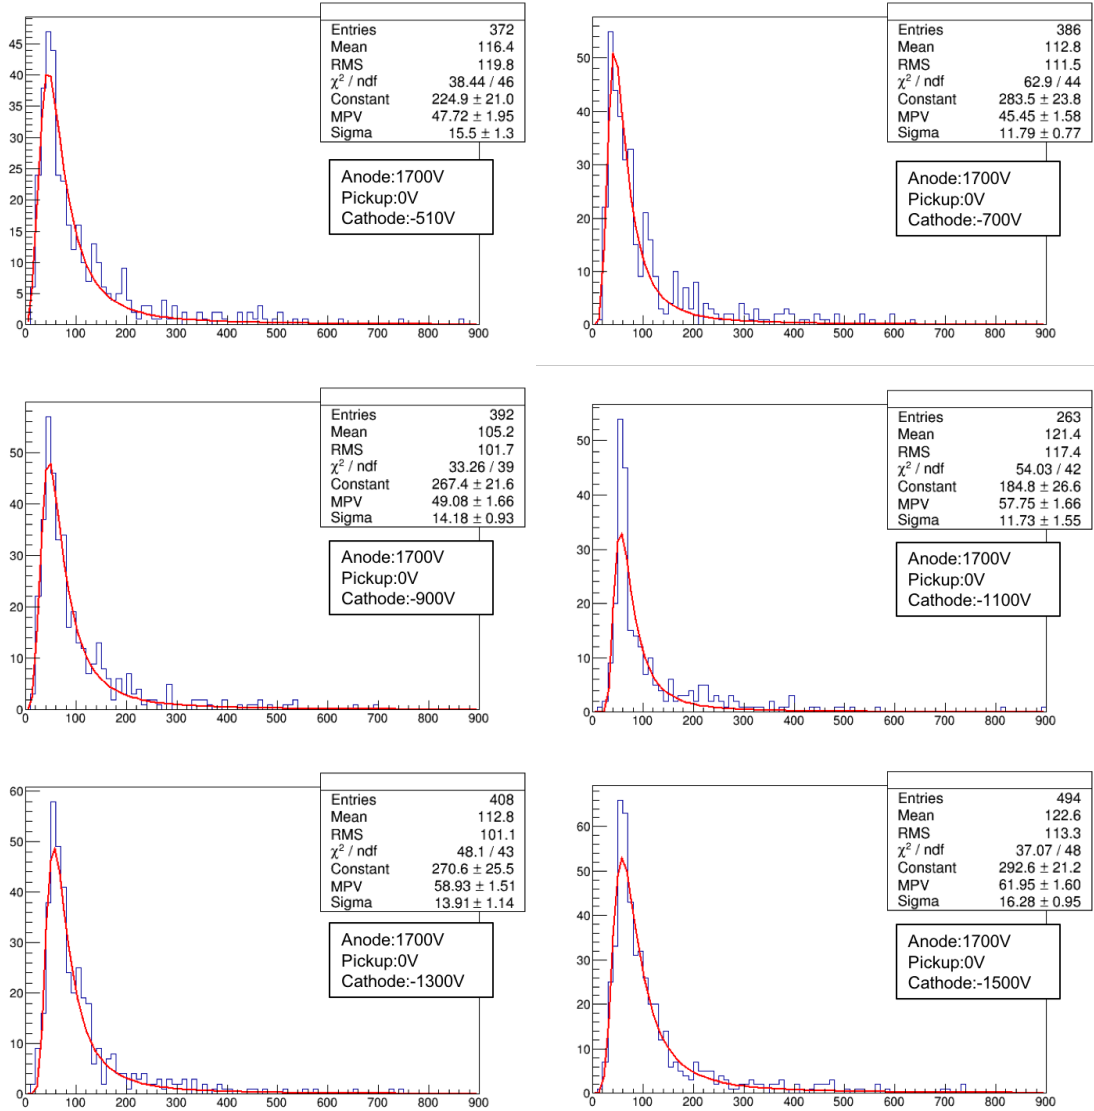 Entries 372
Mean 116.4
RMS 119.8
χ² / ndf 38.44 / 46
Constant 224.9 ± 21.0
MPV 47.72 ± 1.95
Sigma 15.5 ± 1.3
Anode:1700V
Pickup:0V
Cathode:-510V
45
40
35
30
25
20
15
10
5
0
0 100 200 300 400 500 600 700 800 900
Entries 386
Mean 112.8
RMS 111.5
χ² / ndf 62.9 / 44
Constant 283.5 ± 23.8
MPV 45.45 ± 1.58
Sigma 11.79 ± 0.77
Anode:1700V
Pickup:0V
Cathode:-700V
50
40
30
20
10
0
0 100 200 300 400 500 600 700 800 900
Entries 392
Mean 105.2
RMS 101.7
χ² / ndf 33.26 / 39
Constant 267.4 ± 21.6
MPV 49.08 ± 1.66
Sigma 14.18 ± 0.93
Anode:1700V
Pickup:0V
Cathode:-900V
50
40
30
20
10
0
0 100 200 300 400 500 600 700 800 900
Entries 263
Mean 121.4
RMS 117.4
χ² / ndf 54.03 / 42
Constant 184.8 ± 26.6
MPV 57.75 ± 1.66
Sigma 11.73 ± 1.55
Anode:1700V
Pickup:0V
Cathode:-1100V
50
40
30
20
10
0
0 100 200 300 400 500 600 700 800 900
Entries 408
Mean 112.8
RMS 101.1
χ² / ndf 48.1 / 43
Constant 270.6 ± 25.5
MPV 58.93 ± 1.51
Sigma 13.91 ± 1.14
Anode:1700V
Pickup:0V
Cathode:-1300V
60
50
40
30
20
10
0
0 100 200 300 400 500 600 700 800 900
Entries 494
Mean 122.6
RMS 113.3
χ² / ndf 37.07 / 48
Constant 292.6 ± 21.2
MPV 61.95 ± 1.60
Sigma 16.28 ± 0.95
Anode:1700V
Pickup:0V
Cathode:-1500V
60
50
40
30
20
10
0
0 100 200 300 400 500 600 700 800 900